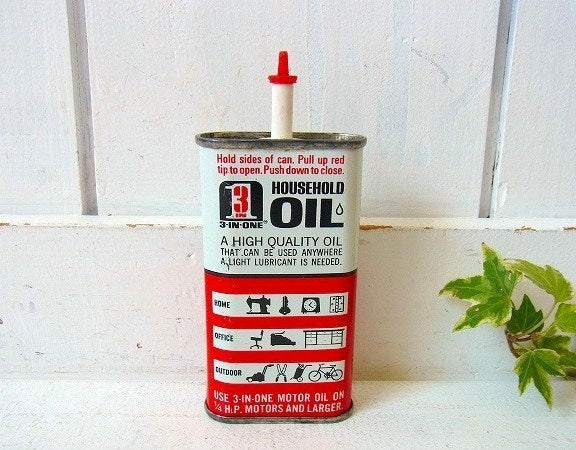 Hold sides of can. Pull up red
tip to open. Push down to close.
3
IN
3-IN-ONE®
HOUSEHOLD
OIL
A HIGH QUALITY OIL
THAT CAN BE USED ANYWHERE
A LIGHT LUBRICANT IS NEEDED.
HOME
OFFICE
OUTDOOR
USE 3-IN-ONE MOTOR OIL ON
¼ H.P. MOTORS AND LARGER.